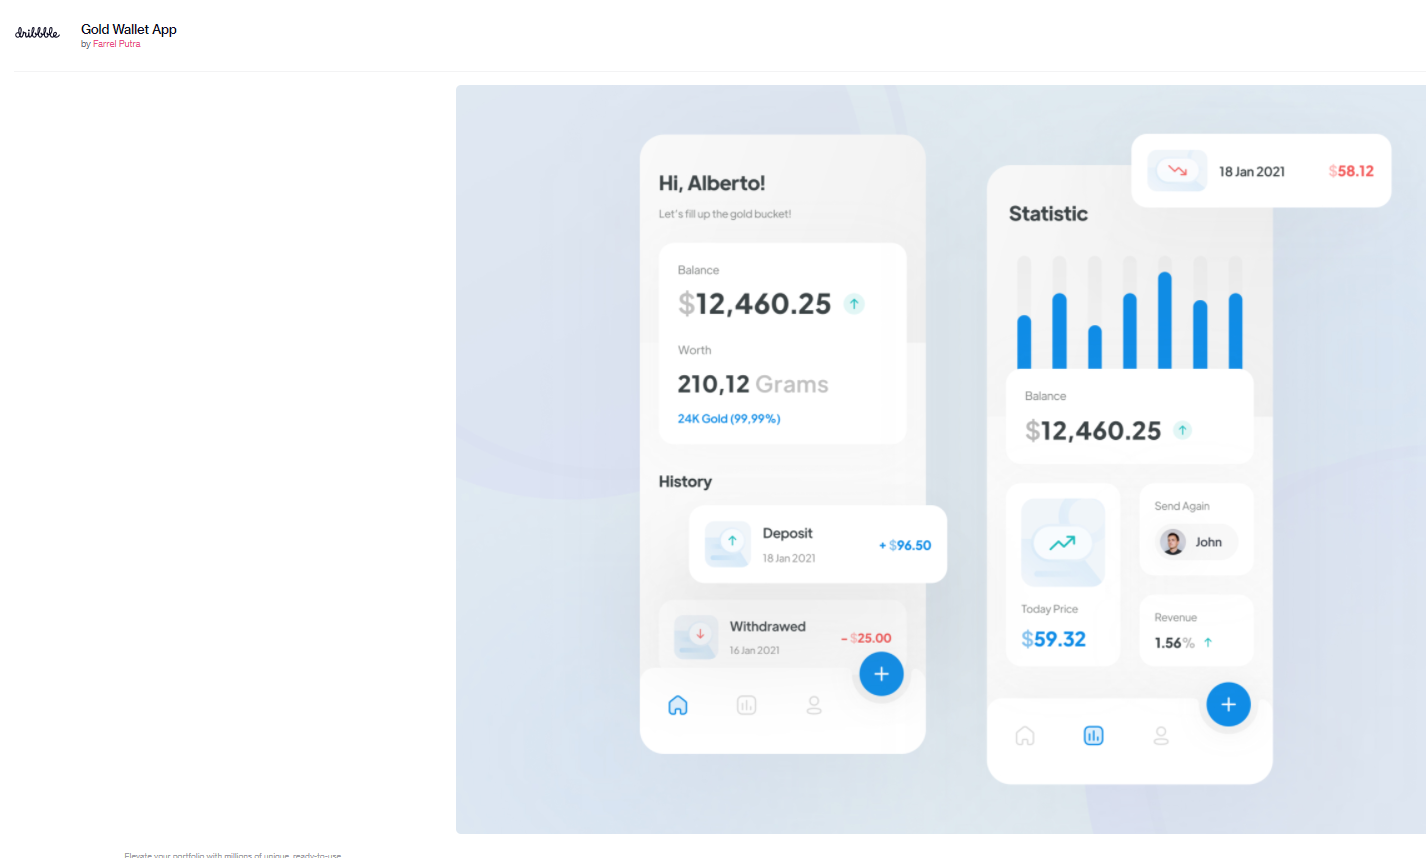 dribbble
Gold Wallet App
by Farrel Putra
Hi, Alberto!
Let's fill up the gold bucket!
Balance
$12,460.25
Worth
210,12 Grams
24K Gold (99,99%)
History
Deposit
18 Jan 2021
+ $96.50
Withdrawed
16 Jan 2021
- $25.00
18 Jan 2021
$58.12
Statistic
Balance
$12,460.25
Today Price
$59.32
Send Again
John
Revenue
1.56%
Elevate your portfolio with millions of unique, ready-to-use